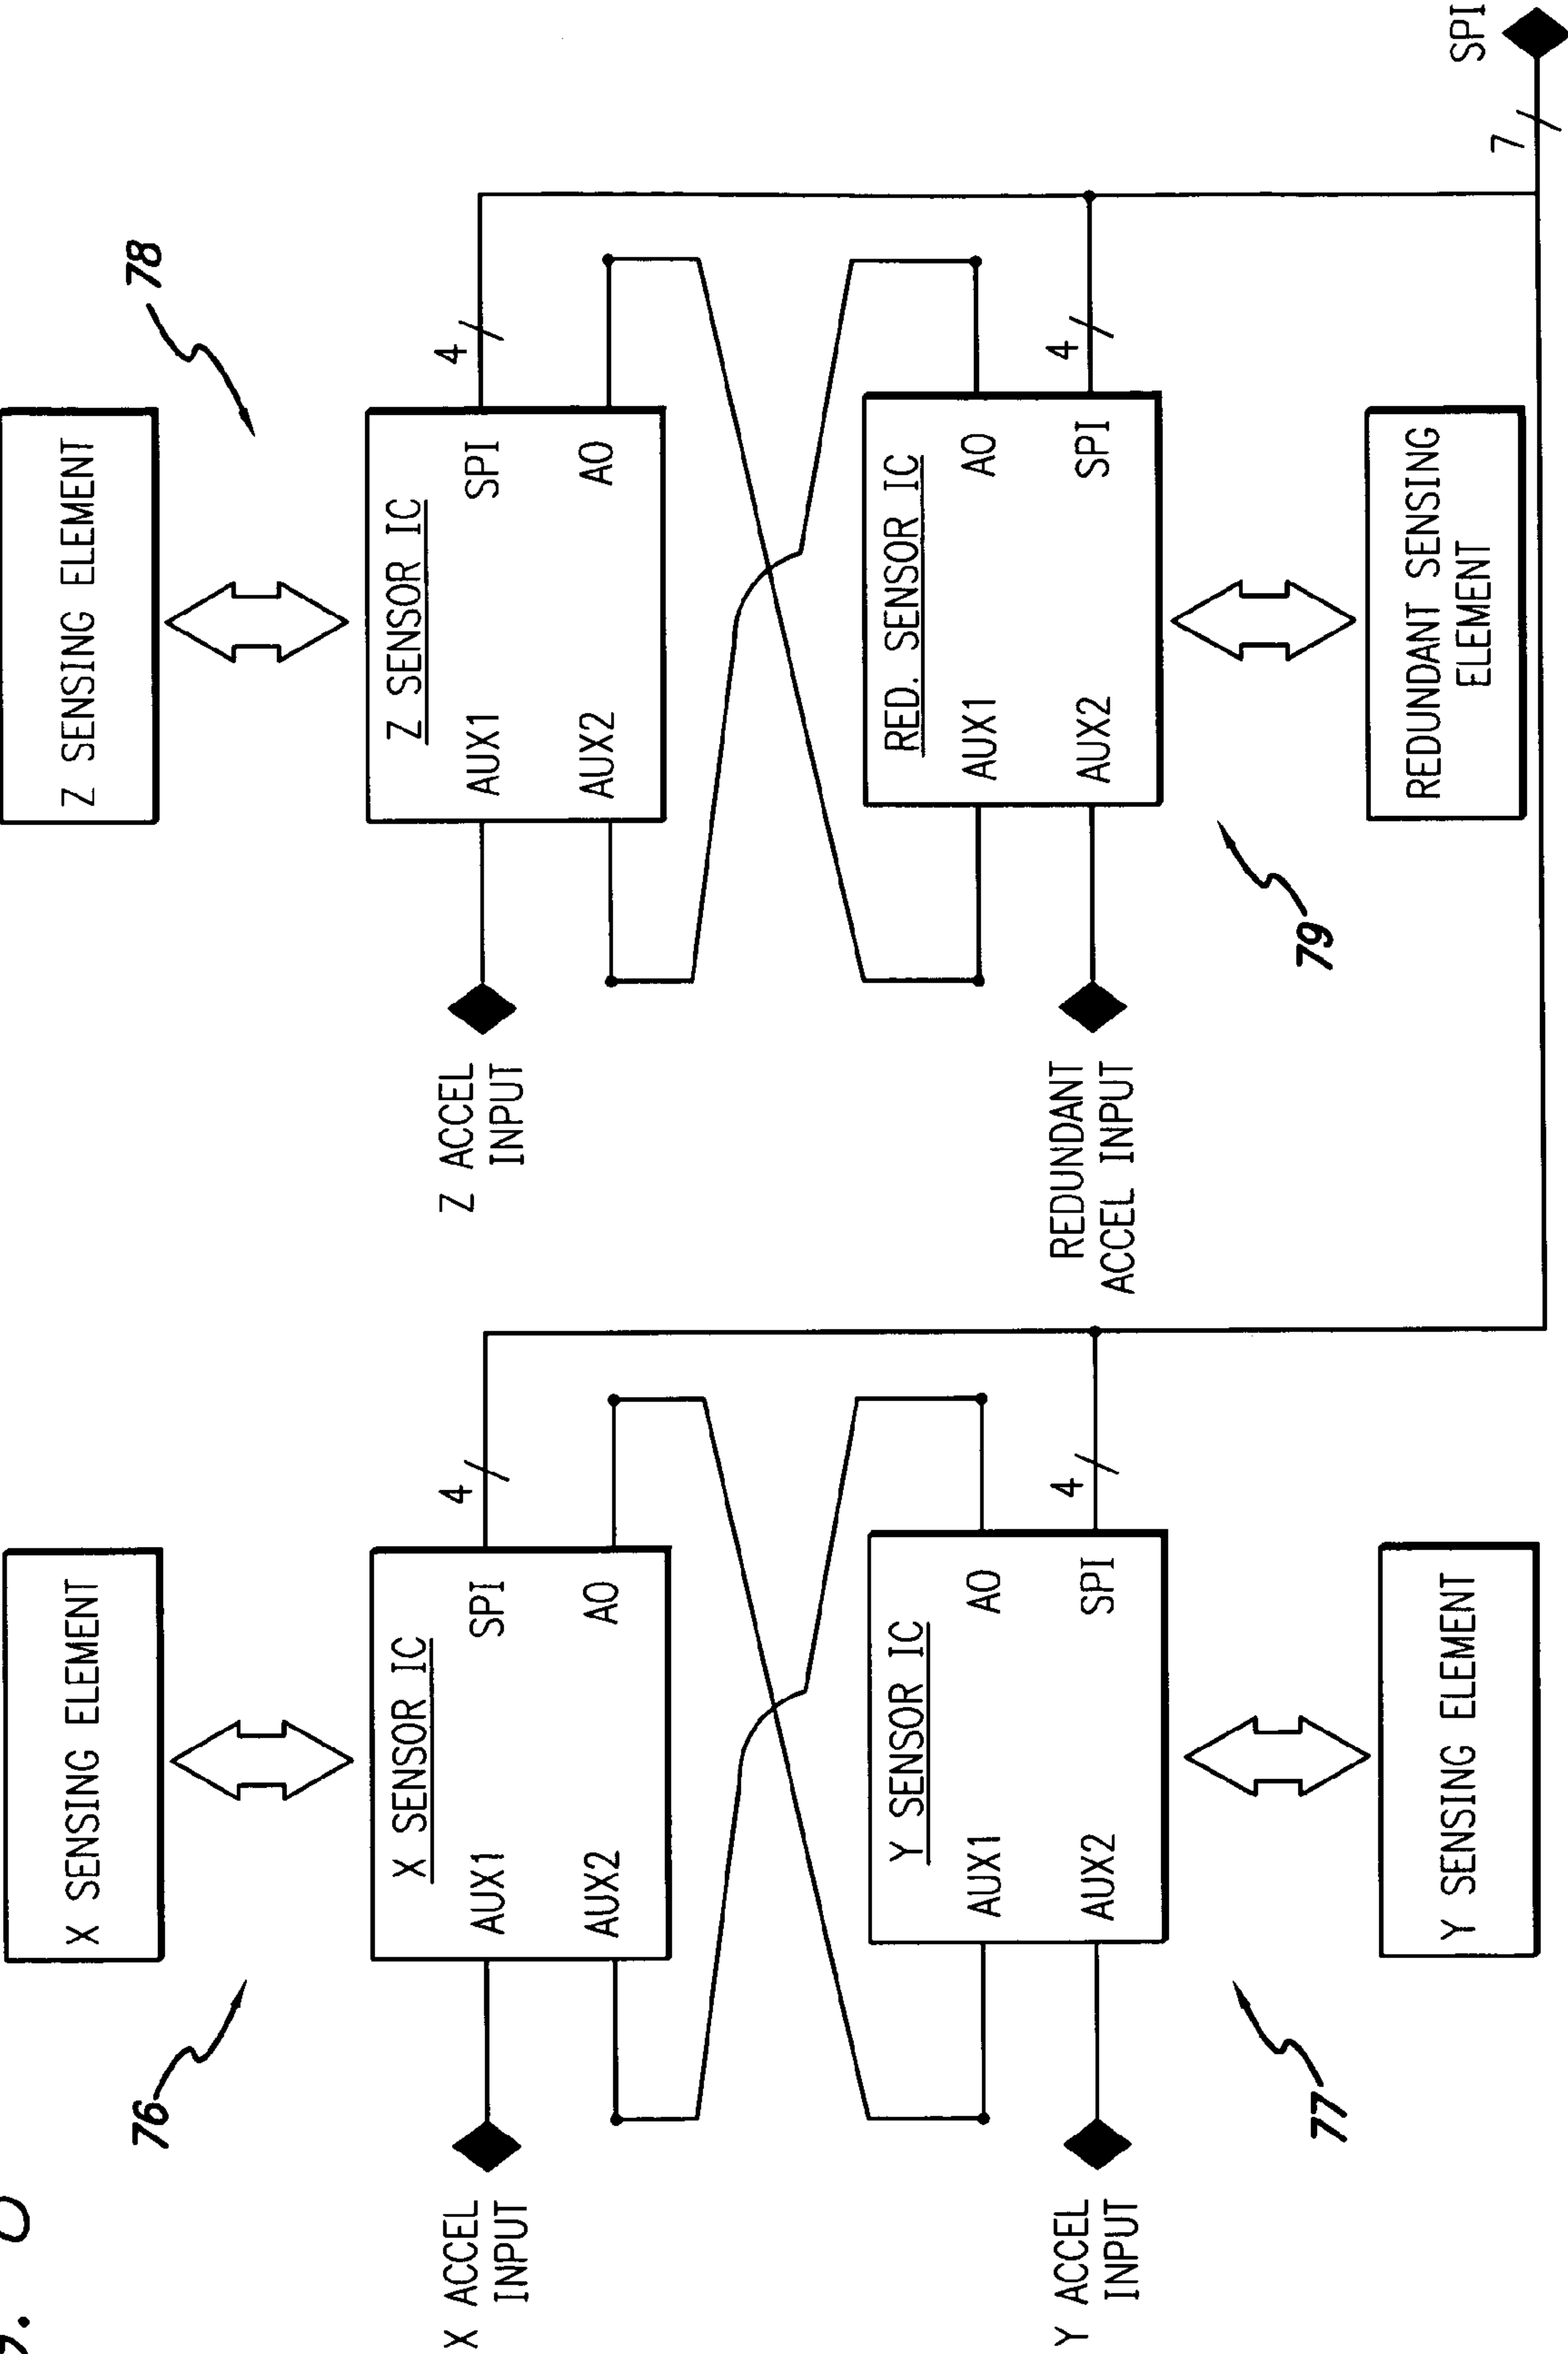 X SENSING ELEMENT
76
X SENSOR IC
AUX1
SPI
4
AUX2
AO
X ACCEL
INPUT
Y SENSOR IC
AUX1
AO
AUX2
SPI
4
Y ACCEL
INPUT
77
Y SENSING ELEMENT
Z SENSING ELEMENT
78
Z SENSOR IC
AUX1
SPI
4
AUX2
AO
Z ACCEL
INPUT
RED. SENSOR IC
AUX1
AO
AUX2
SPI
4
REDUNDANT
ACCEL INPUT
79
REDUNDANT SENSING
ELEMENT
7
SPI